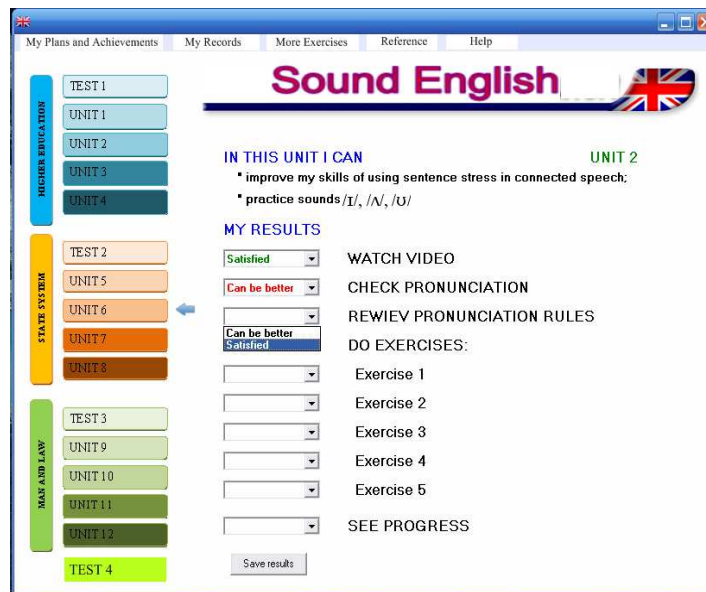 My Plans and Achievements My Records More Exercises Reference Help
Sound English
HIGHER EDUCATION
TEST 1
UNIT 1
UNIT 2
UNIT 3
UNIT 4
STATE SYSTEM
TEST 2
UNIT 5
UNIT 6
UNIT 7
UNIT 8
MAN AND LAW
TEST 3
UNIT 9
UNIT 10
UNIT 11
UNIT 12
TEST 4
IN THIS UNIT I CAN UNIT 2
▪ improve my skills of using sentence stress in connected speech;
▪ practice sounds /ɪ/, /ʌ/, /ʊ/
MY RESULTS
Satisfied WATCH VIDEO
Can be better CHECK PRONUNCIATION
REWIEV PRONUNCIATION RULES
Can be better
Satisfied DO EXERCISES:
Exercise 1
Exercise 2
Exercise 3
Exercise 4
Exercise 5
SEE PROGRESS
Save results